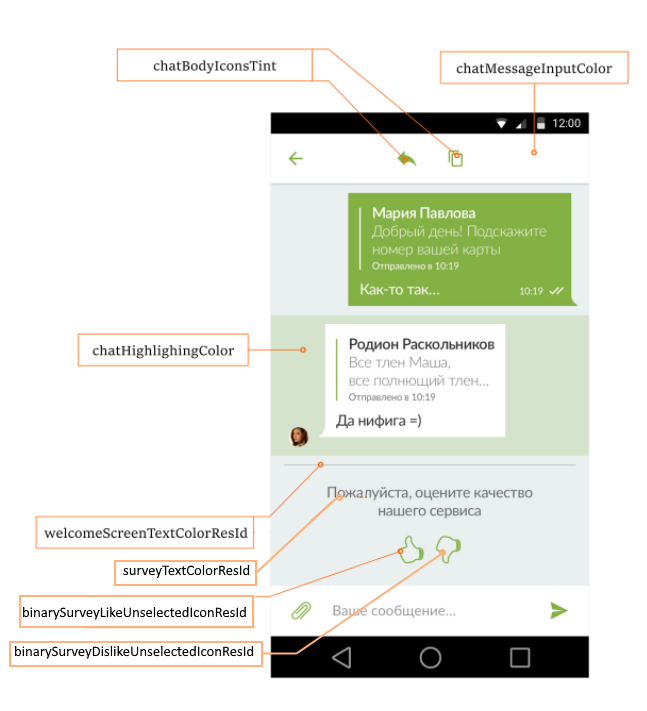 chatBodyIconsTint
chatMessageInputColor
12:00
Мария Павлова
Добрый день! Подскажите
номер вашей карты
Отправлено в 10:19
Как-то так...
10:19
chatHighlighingColor
Родион Раскольников
Все тлен Маша,
все полнющий тлен...
Отправлено в 10:19
Да нифига =)
Пожалуйста, оцените качество
нашего сервиса
welcomeScreenTextColorResId
surveyTextColorResId
binarySurveyLikeUnselectedIconResId
Ваше сообщение...
binarySurveyDislikeUnselectedIconResId